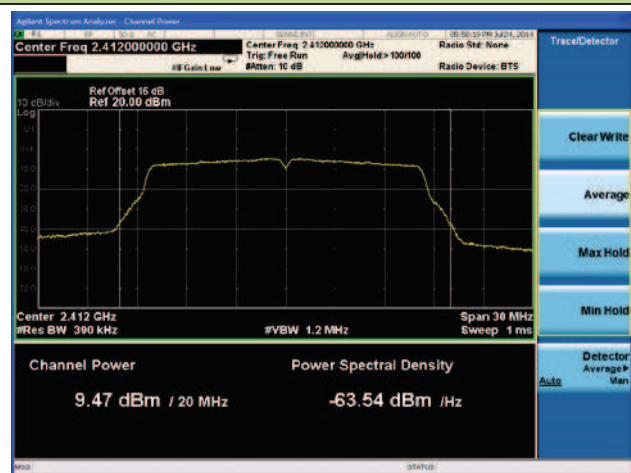 Agilent Spectrum Analyzer - Channel Power
Center Freq 2.412000000 GHz
#IFGain:Low
SENSE:INT
ALIGNAUTO
Center Freq: 2.412000000 GHz
Trig: Free Run
Avg|Hold>100/100
#Atten: 10 dB
Radio Std: None
Radio Device: BTS
Trace/Detector
10 dB/div
Ref Offset 15 dB
Ref 20.00 dBm
Log
Clear Write
Average
Max Hold
Min Hold
Center 2.412 GHz
Span 30 MHz
#Res BW 390 kHz
#VBW 1.2 MHz
Sweep 1 ms
Detector
Average
Auto
Man
Channel Power
Power Spectral Density
9.47 dBm / 20 MHz
-63.54 dBm /Hz
MSG
STATUS